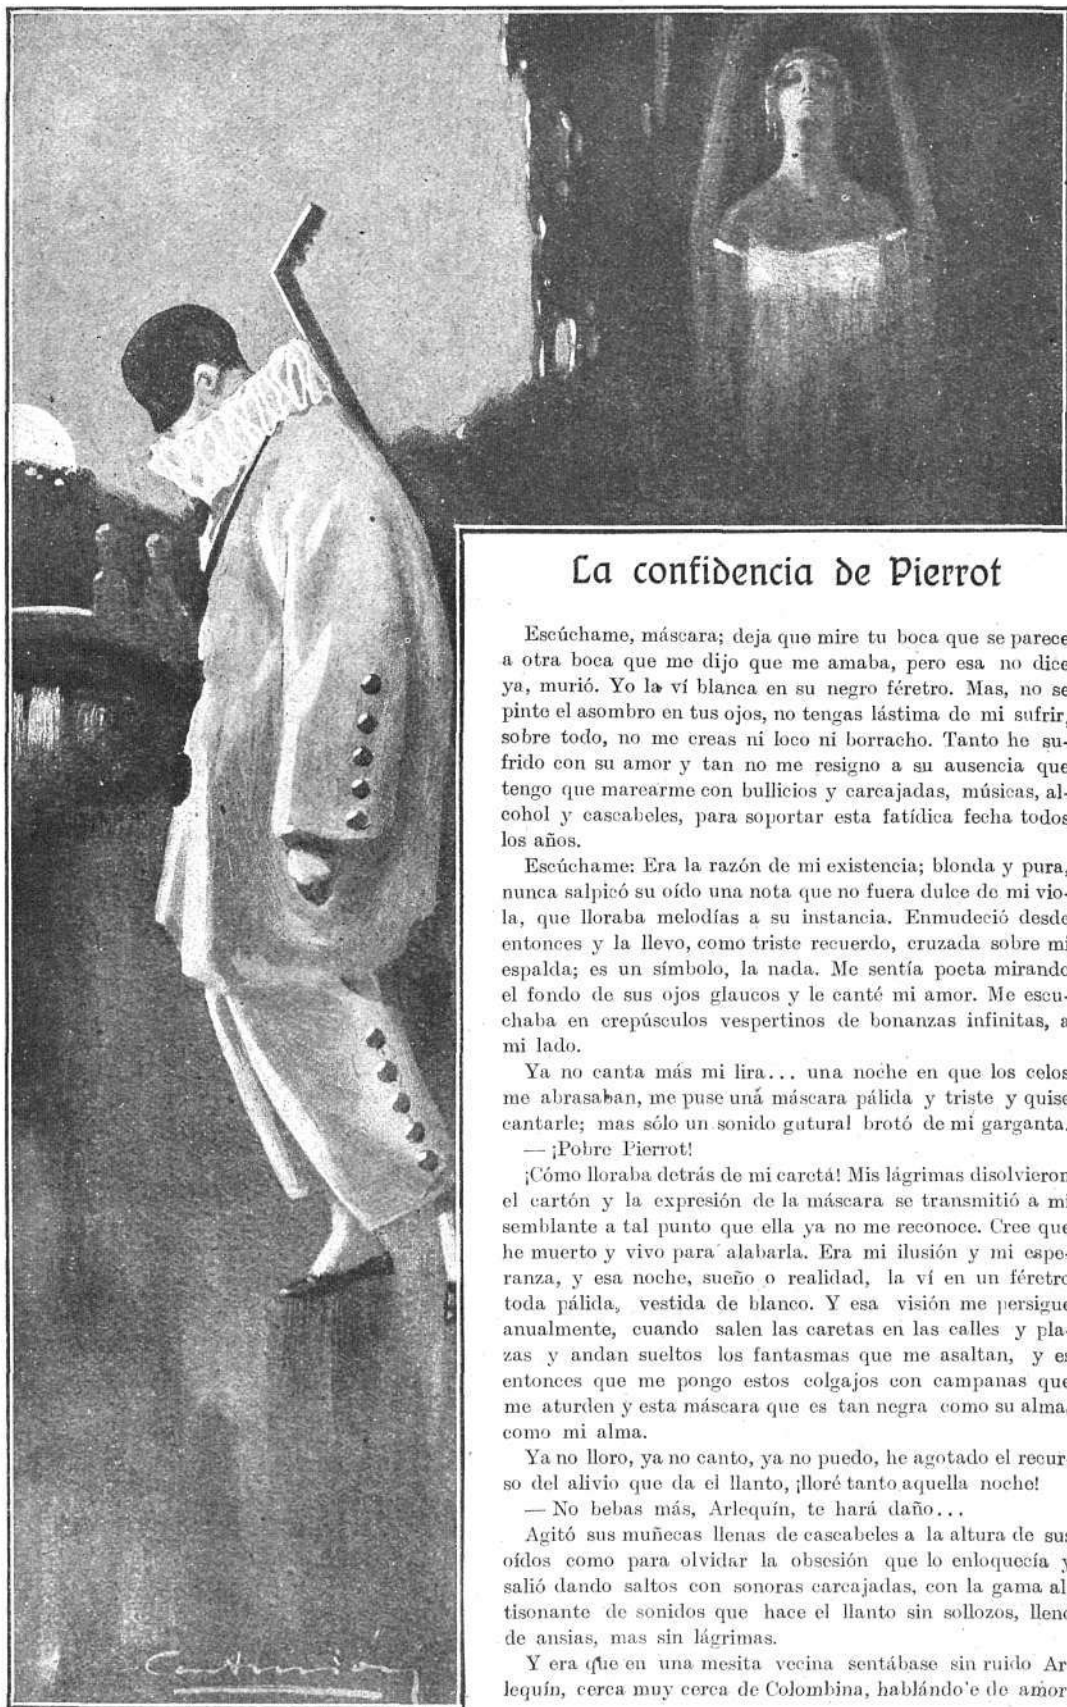 La confidencia de Pierrot
Escúchame, máscara; deja que mire tu boca que se parece
a otra boca que me dijo que me amaba, pero esa no dice
ya, murió. Yo la ví blanca en su negro féretro. Mas, no se
pinte el asombro en tus ojos, no tengas lástima de mi sufrir,
sobre todo, no me creas ni loco ni borracho. Tanto he su-
frido con su amor y tan no me resigno a su ausencia que
tengo que marearme con bullicios y carcajadas, músicas, al-
cohol y cascabeles, para soportar esta fatídica fecha todos
los años.
Escúchame: Era la razón de mi existencia; blonda y pura,
nunca salpicó su oído una nota que no fuera dulce de mi vio-
la, que lloraba melodías a su instancia. Enmudeció desde
entonces y la llevo, como triste recuerdo, cruzada sobre mi
espalda; es un símbolo, la nada. Me sentía poeta mirando
el fondo de sus ojos glaucos y le canté mi amor. Me escu-
chaba en crepúsculos vespertinos de bonanzas infinitas, a
mi lado.
Ya no canta más mi lira... una noche en que los celos
me abrasaban, me puse una máscara pálida y triste y quise
cantarle; mas sólo un sonido gutural brotó de mi garganta.
— ¡Pobre Pierrot!
¡Cómo lloraba detrás de mi careta! Mis lágrimas disolvieron
el cartón y la expresión de la máscara se transmitió a mi
semblante a tal punto que ella ya no me reconoce. Cree que
he muerto y vivo para alabarla. Era mi ilusión y mi espe-
ranza, y esa noche, sueño o realidad, la ví en un féretro
toda pálida, vestida de blanco. Y esa visión me persigue
anualmente, cuando salen las caretas en las calles y pla-
zas y andan sueltos los fantasmas que me asaltan, y es
entonces que me pongo estos colgajos con campanas que
me aturden y esta máscara que es tan negra como su alma,
como mi alma.
Ya no lloro, ya no canto, ya no puedo, he agotado el recur-
so del alivio que da el llanto, ¡lloré tanto aquella noche!
— No bebas más, Arlequín, te hará daño...
Agitó sus muñecas llenas de cascabeles a la altura de sus
oídos como para olvidar la obsesión que lo enloquecía y
salió dando saltos con sonoras carcajadas, con la gama al-
tisonante de sonidos que hace el llanto sin sollozos, lleno
de ansias, mas sin lágrimas.
Y era que en una mesita vecina sentábase sin ruido Ar-
lequín, cerca muy cerca de Colombina, hablándo'e de amor